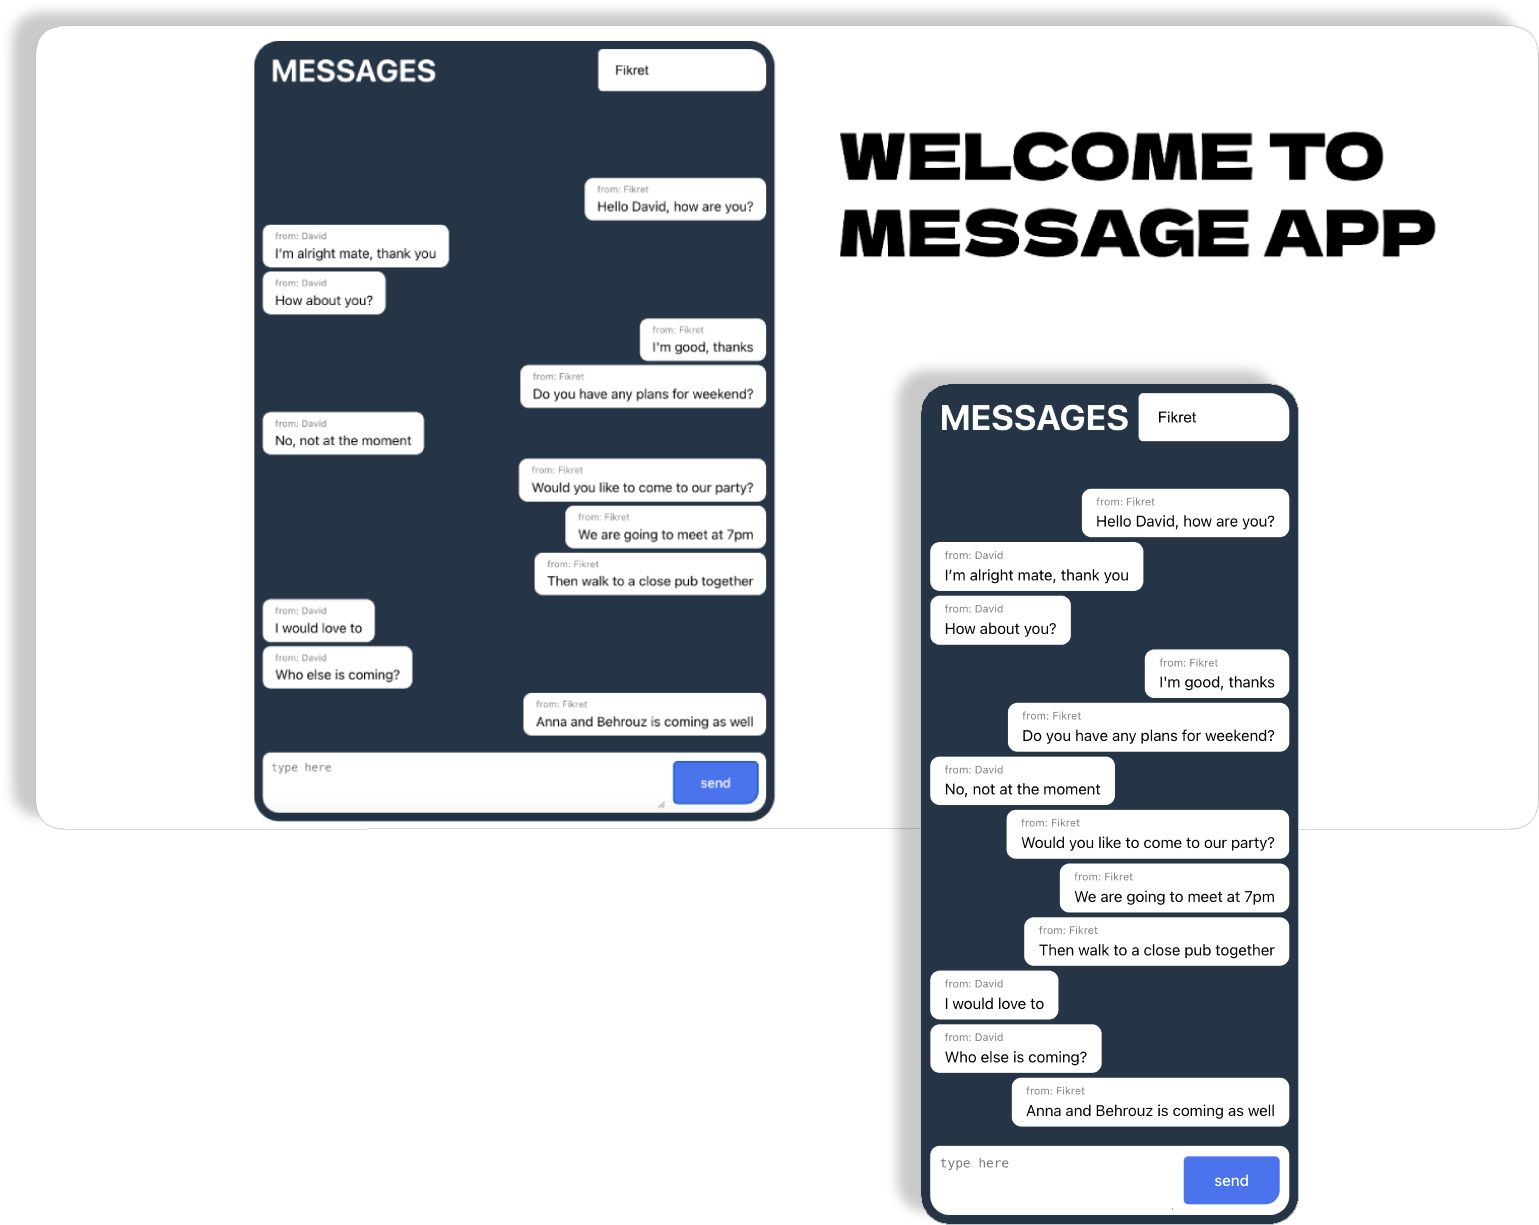 MESSAGES
Fikret
from: Fikret
Hello David, how are you?
from: David
I’m alright mate, thank you
from: David
How about you?
from: Fikret
I'm good, thanks
from: Fikret
Do you have any plans for weekend?
from: David
No, not at the moment
from: Fikret
Would you like to come to our party?
from: Fikret
We are going to meet at 7pm
from: Fikret
Then walk to a close pub together
from: David
I would love to
from: David
Who else is coming?
from: Fikret
Anna and Behrouz is coming as well
type here
send
WELCOME TO
MESSAGE APP
MESSAGES
Fikret
from: Fikret
Hello David, how are you?
from: David
I’m alright mate, thank you
from: David
How about you?
from: Fikret
I'm good, thanks
from: Fikret
Do you have any plans for weekend?
from: David
No, not at the moment
from: Fikret
Would you like to come to our party?
from: Fikret
We are going to meet at 7pm
from: Fikret
Then walk to a close pub together
from: David
I would love to
from: David
Who else is coming?
from: Fikret
Anna and Behrouz is coming as well
type here
send